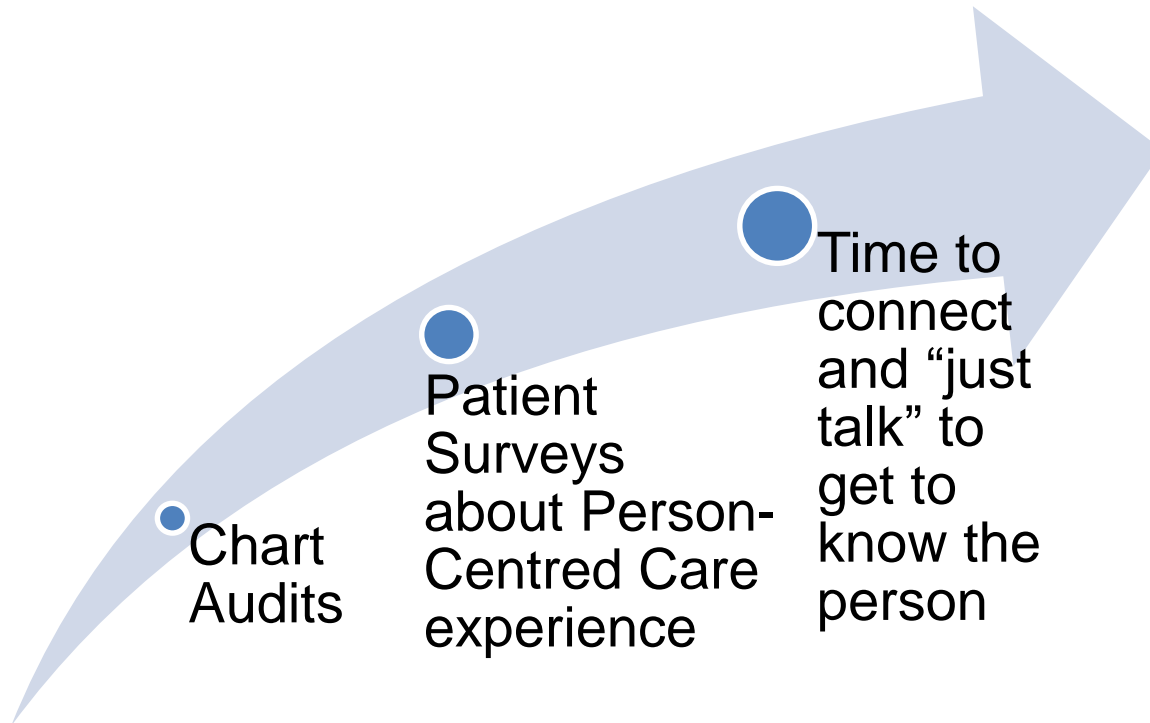 Chart
Audits
Patient
Surveys
about Person-
Centred Care
experience
Time to
connect
and “just
talk” to
get to
know the
person